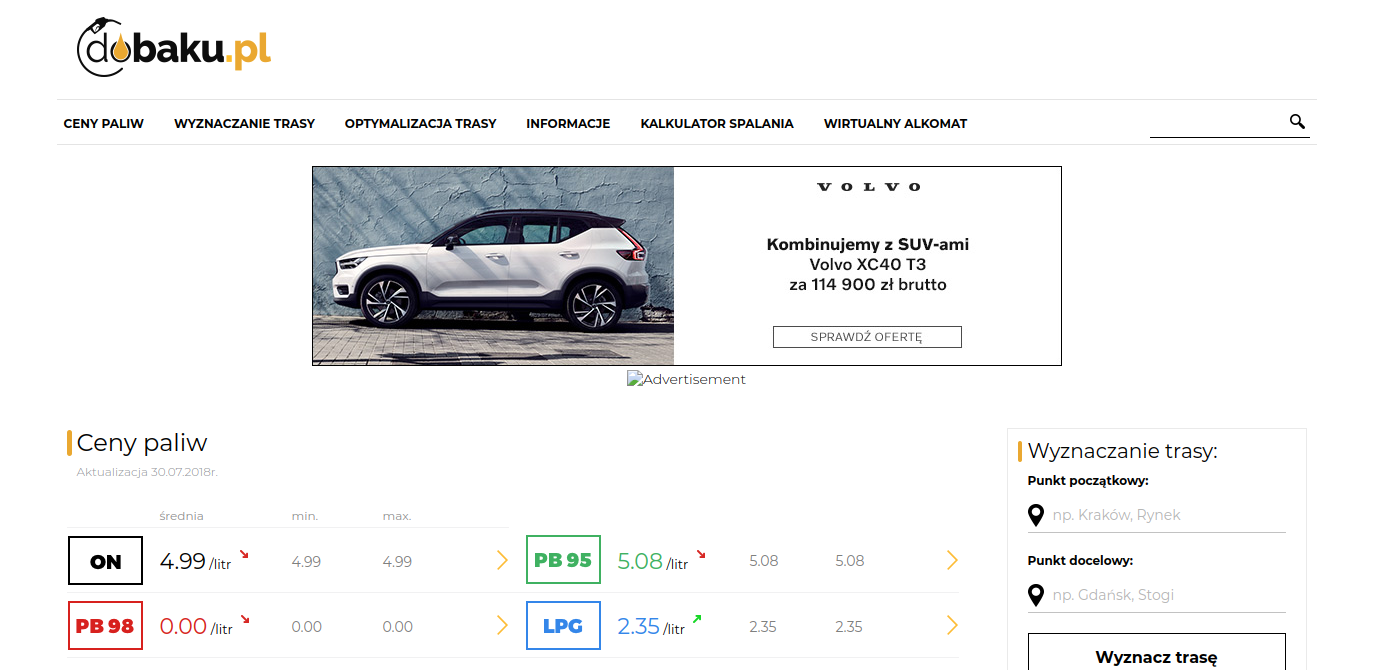 dobaku.pl
CENY PALIW WYZNACZANIE TRASY OPTYMALIZACJA TRASY INFORMACJE KALKULATOR SPALANIA WIRTUALNY ALKOMAT
VOLVO
Kombinujemy z SUV-ami
Volvo XC40 T3
za 114 900 zł brutto
SPRAWDŹ OFERTĘ
Advertisement
Ceny paliw
Aktualizacja 30.07.2018r.
średnia min. max.
ON 4.99 /litr 4.99 4.99
PB 95 5.08 /litr 5.08 5.08
PB 98 0.00 /litr 0.00 0.00
LPG 2.35 /litr 2.35 2.35
Wyznaczanie trasy:
Punkt początkowy:
np. Kraków, Rynek
Punkt docelowy:
np. Gdańsk, Stogi
Wyznacz trasę